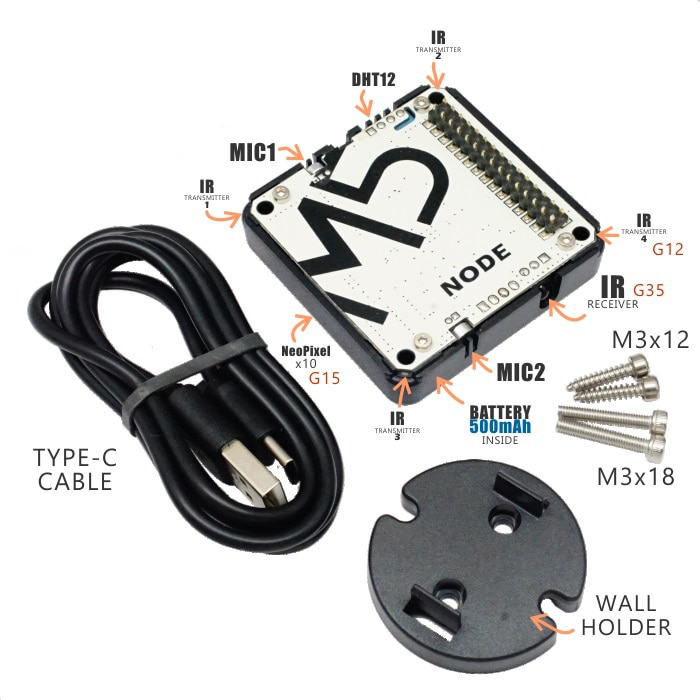 IR
TRANSMITTER
2
DHT12
MIC1
IR
TRANSMITTER
1
M5
NODE
IR
TRANSMITTER
4
G12
IR G35
RECEIVER
M3x12
NeoPixel
x10
G15
MIC2
IR
TRANSMITTER
3
BATTERY
500mAh
INSIDE
TYPE-C
CABLE
M3x18
WALL
HOLDER